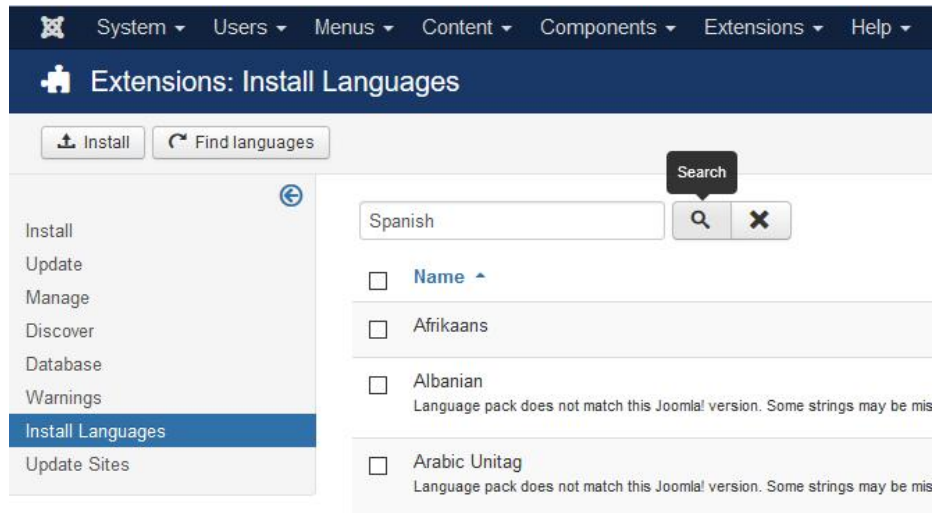 System Users Menus Content Components Extensions Help
Extensions: Install Languages
Install Find languages
Search
Spanish
Install
Update
Manage
Discover
Database
Warnings
Install Languages
Update Sites
Name
Afrikaans
Albanian
Language pack does not match this Joomla! version. Some strings may be mis
Arabic Unitag
Language pack does not match this Joomla! version. Some strings may be mis